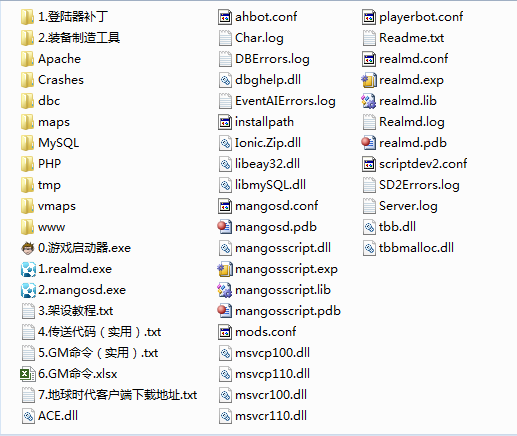 1.登陆器补丁
2.装备制造工具
Apache
Crashes
dbc
maps
MySQL
PHP
tmp
vmaps
www
0.游戏启动器.exe
1.realmd.exe
2.mangosd.exe
3.架设教程.txt
4.传送代码（实用）.txt
5.GM命令（实用）.txt
6.GM命令.xlsx
7.地球时代客户端下载地址.txt
ACE.dll
ahbot.conf
Char.log
DBErrors.log
dbghelp.dll
EventAIErrors.log
installpath
Ionic.Zip.dll
libeay32.dll
libmySQL.dll
mangosd.conf
mangosd.pdb
mangosscript.dll
mangosscript.exp
mangosscript.lib
mangosscript.pdb
mods.conf
msvcp100.dll
msvcp110.dll
msvcr100.dll
msvcr110.dll
playerbot.conf
Readme.txt
realmd.conf
realmd.exp
realmd.lib
Realmd.log
realmd.pdb
scriptdev2.conf
SD2Errors.log
Server.log
tbb.dll
tbbmalloc.dll